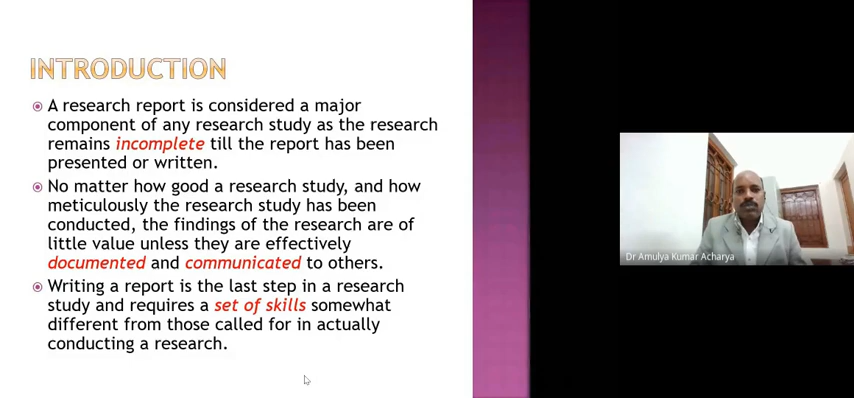 INTRODUCTION
A research report is considered a major
component of any research study as the research
remains incomplete till the report has been
presented or written.
No matter how good a research study, and how
meticulously the research study has been
conducted, the findings of the research are of
little value unless they are effectively
documented and communicated to others.
Writing a report is the last step in a research
study and requires a set of skills somewhat
different from those called for in actually
conducting a research.
Dr Amulya Kumar Acharya